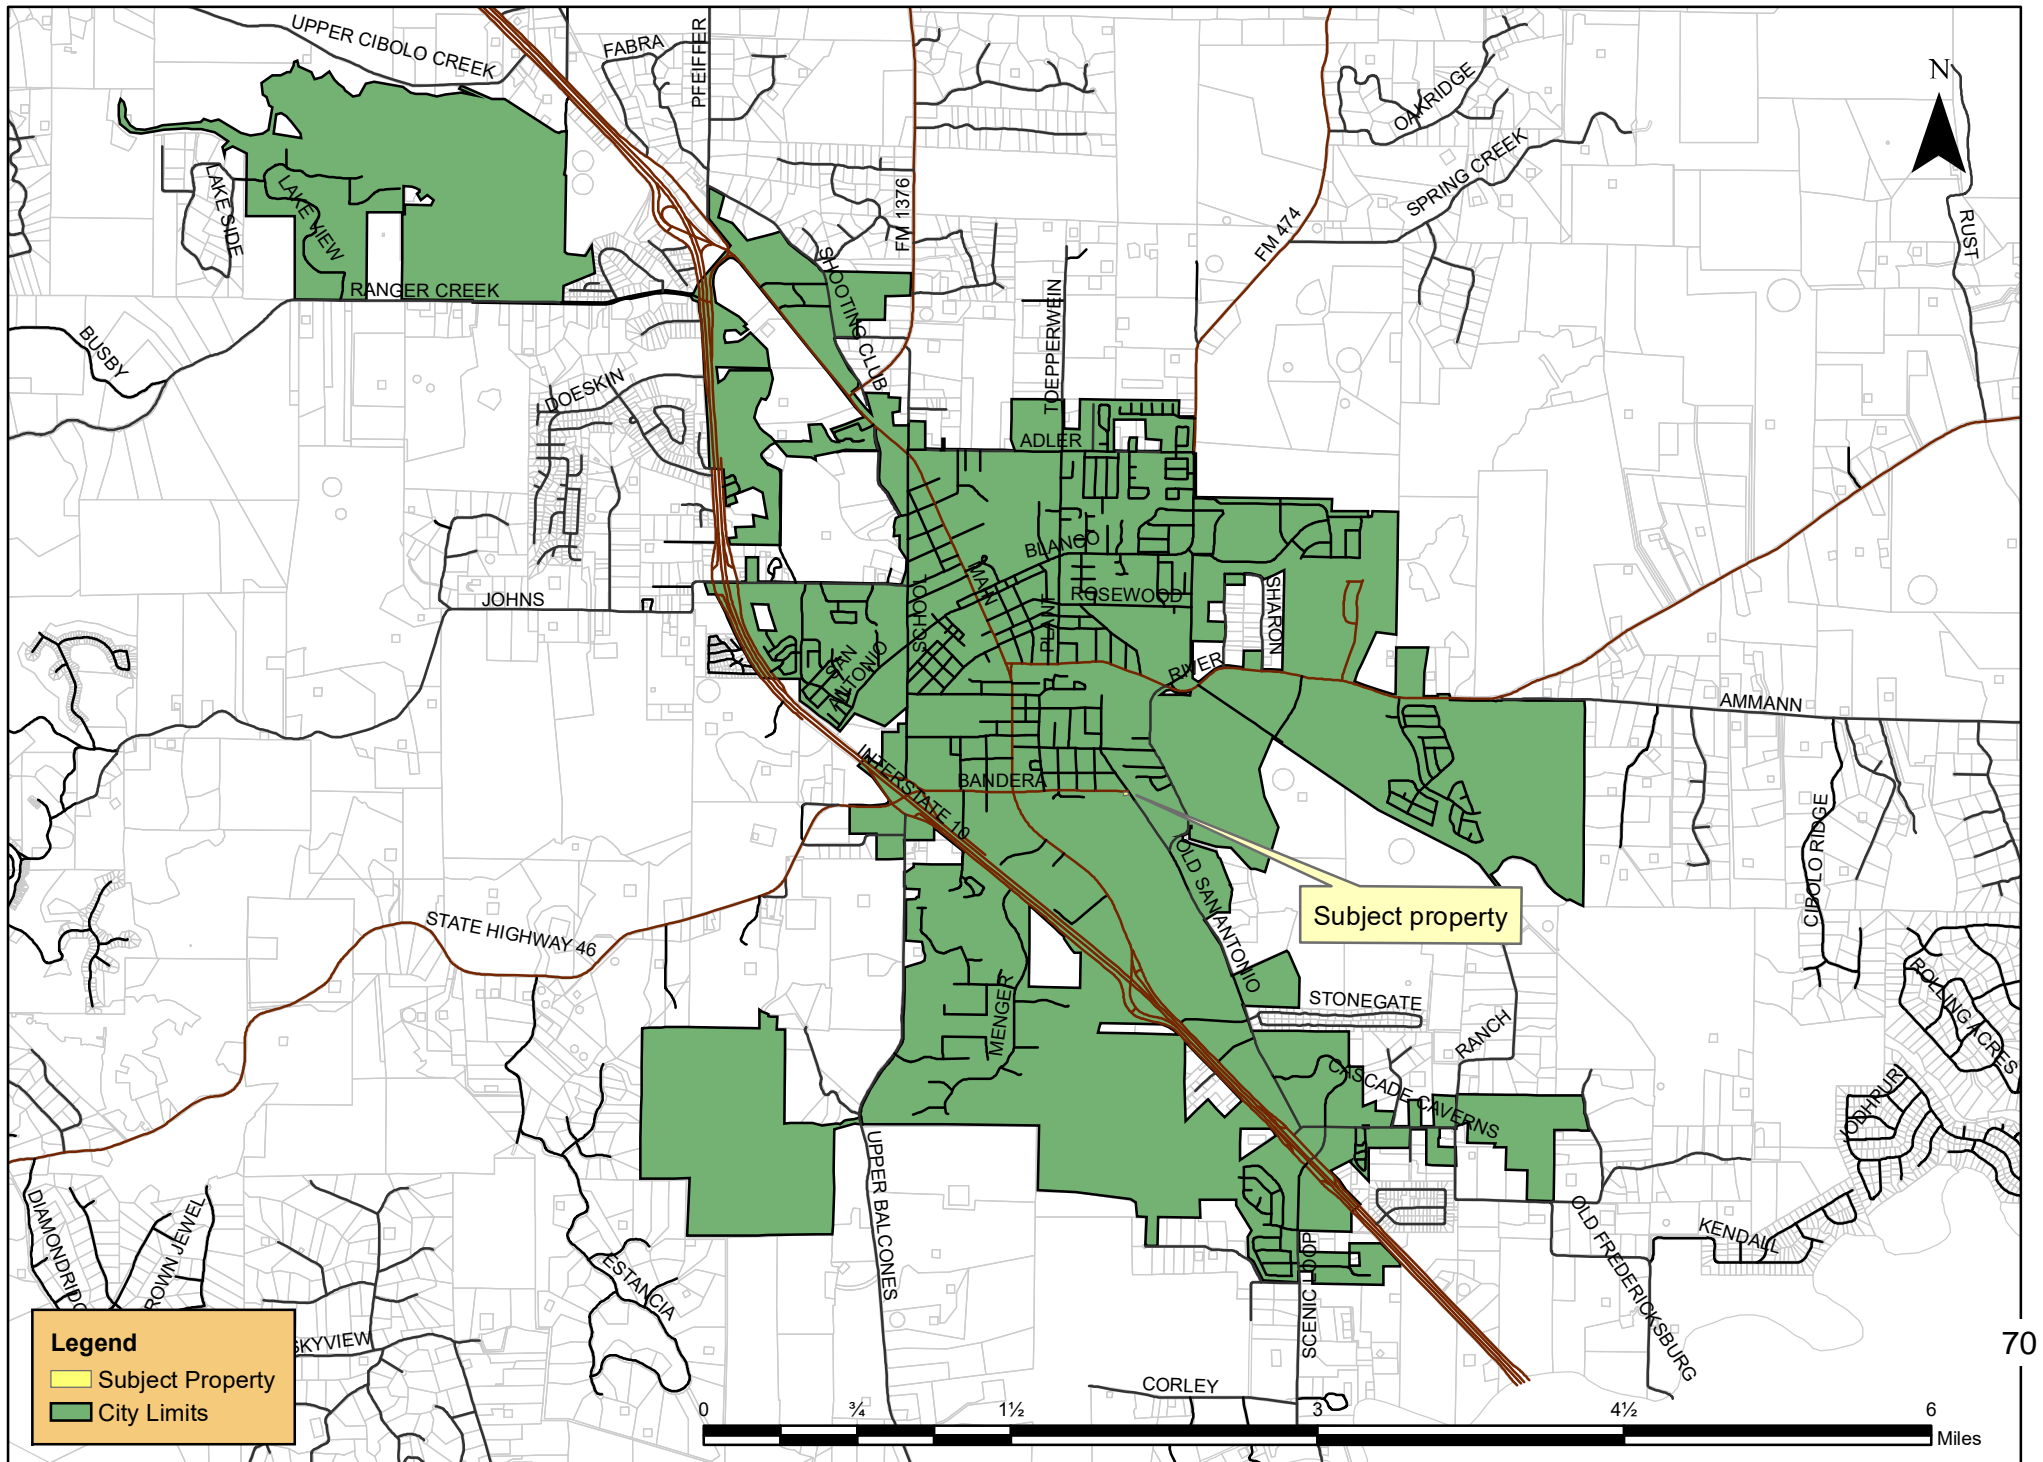 UPPER CIBOLO CREEK
FABRA
PFEIFFER
OAKRIDGE
N
SPRING CREEK
LAKE SIDE
LAKE VIEW
FM 1376
FM 474
RUST
SHOOTING CLUB
RANGER CREEK
TOEPPERWEIN
BUSBY
DOESKIN
ADLER
BLANCO
MAIN
JOHNS
SCHOOL
PLANT
ROSEWOOD
SHARON
SAN
ANTONIO
RIVER
AMMANN
INTERSTATE 10
BANDERA
CIBOLO RIDGE
OLD SAN ANTONIO
Subject property
STATE HIGHWAY 46
ROLLING ACRES
MENGER
STONEGATE
RANCH
CASCADE CAVERNS
JODHPURI
UPPER BALCONES
DIAMONDRIDG
ROWN JEWEL
ESTANCIA
SCENIC LOOP
OLD FREDERICKSBURG
KENDALL
SKYVIEW
CORLEY
Legend
Subject Property
City Limits
0 ¾ 1½ 3 4½ 6
Miles
70